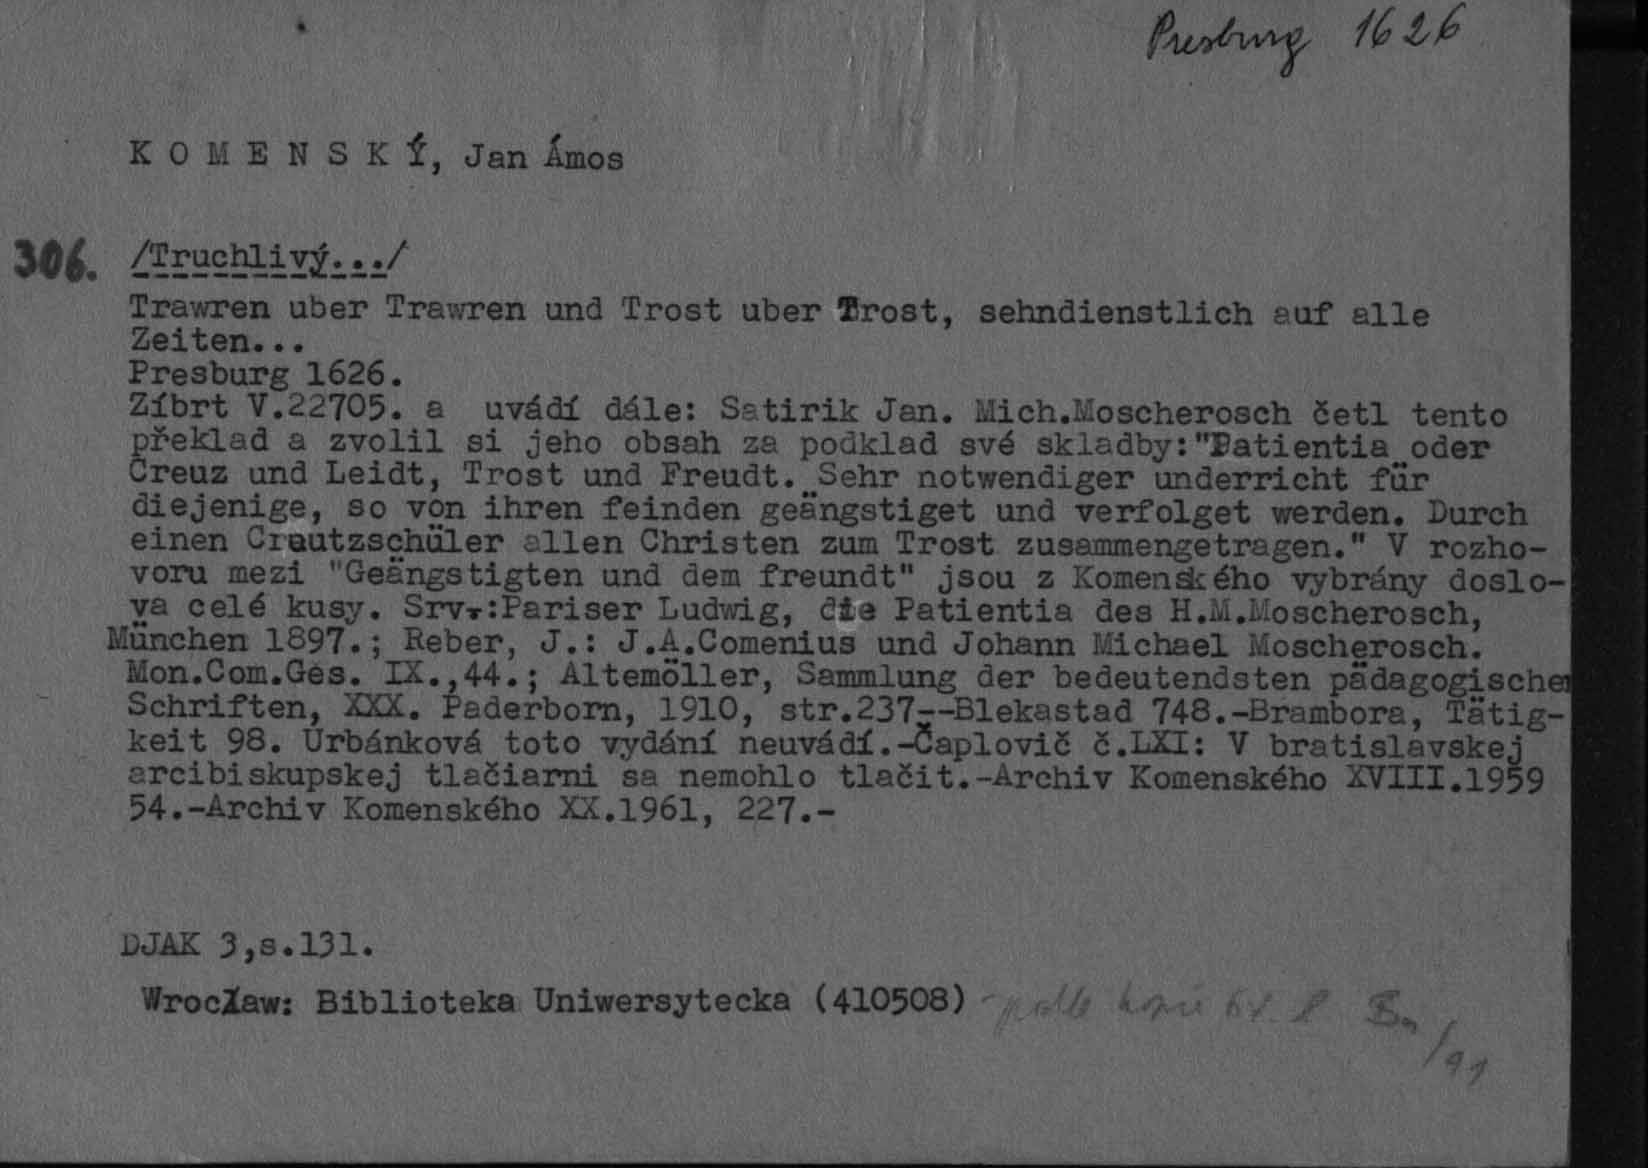 Presburg 1626
K O M E N S K Ý, Jan Ámos
306. /Truchlivý.../
Trawren uber Trawren und Trost uber Trost, sehndienstlich auf alle
Zeiten...
Presburg 1626.
Zíbrt V.22705. a uvádí dále: Satirik Jan. Mich.Moscherosch četl tento
překlad a zvolil si jeho obsah za podklad své skladby:"Patientia oder
Creuz und Leidt, Trost und Freudt. Sehr notwendiger underricht für
diejenige, so von ihren feinden geängstiget und verfolget werden. Durch
einen Creutzschüler allen Christen zum Trost zusammengetragen." V rozho-
voru mezi "Geängstigten und dem freundt" jsou z Komenského vybrány doslo-
va celé kusy. Srv.:Pariser Ludwig, die Patientia des H.M.Moscherosch,
München 1897.; Reber, J.: J.A.Comenius und Johann Michael Moscherosch.
Mon.Com.Ges. IX.,44.; Altemöller, Sammlung der bedeutendsten pädagogischen
Schriften, XXX. Paderborn, 1910, str.237--Blekastad 748.-Brambora, Tätig-
keit 98. Urbánková toto vydání neuvádí.-Čaplovič č.LXI: V bratislavskej
arcibiskupskej tlačiarni sa nemohlo tlačit.-Archiv Komenského XVIII.1959
54.-Archiv Komenského XX.1961, 227.-
DJAK 3,s.131.
Wrocław: Biblioteka Uniwersytecka (410508) - podle kopie
/91